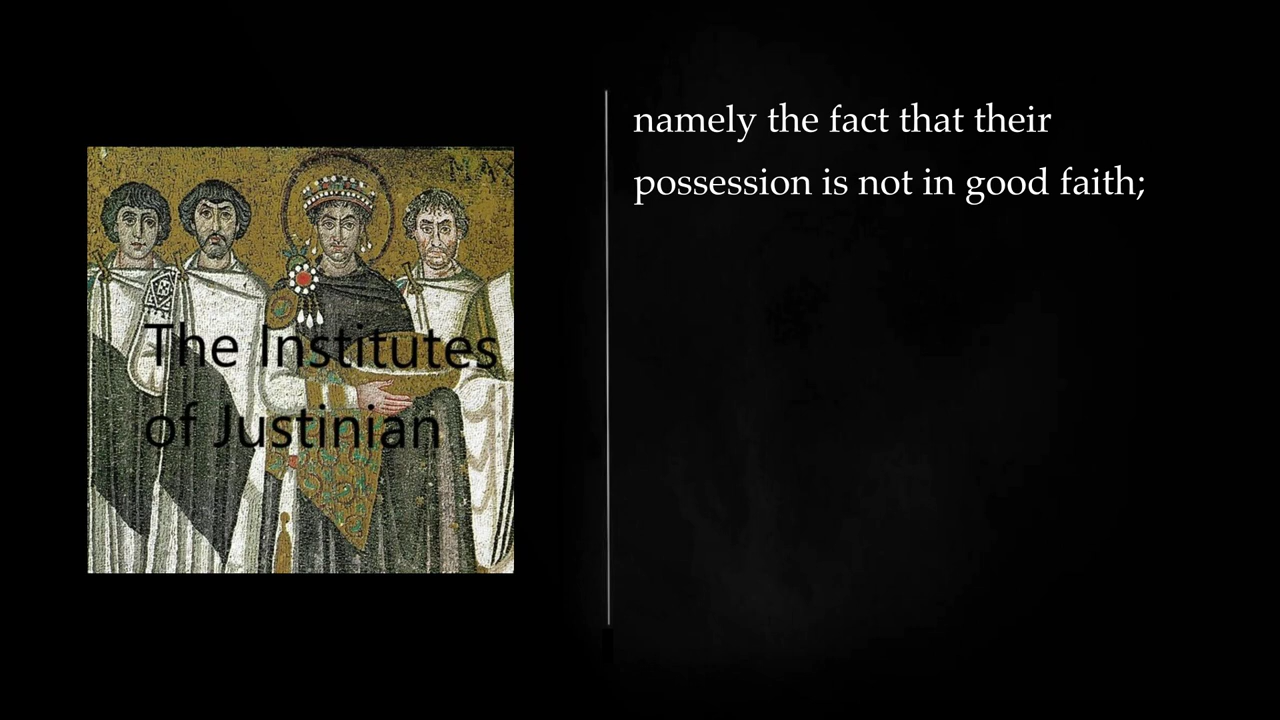 The Institutes
of Justinian
namely the fact that their
possession is not in good faith;